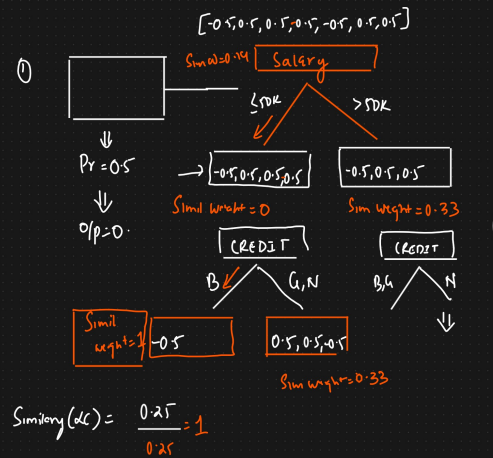 [-0.5, 0.5, 0.5, -0.5, -0.5, 0.5, 0.5]
①
Sim W=0.14
Salary
≤50K
>50K
Pr = 0.5
O/p=0.
-0.5, 0.5, 0.5, 0.5
-0.5, 0.5, 0.5
Simil weight = 0
Sim weight = 0.33
CREDIT
CREDIT
B
G, N
B, G
N
Simil
weight = 1
-0.5
0.5, 0.5, -0.5
Sim weight = 0.33
= 0.25
0.25
= 1